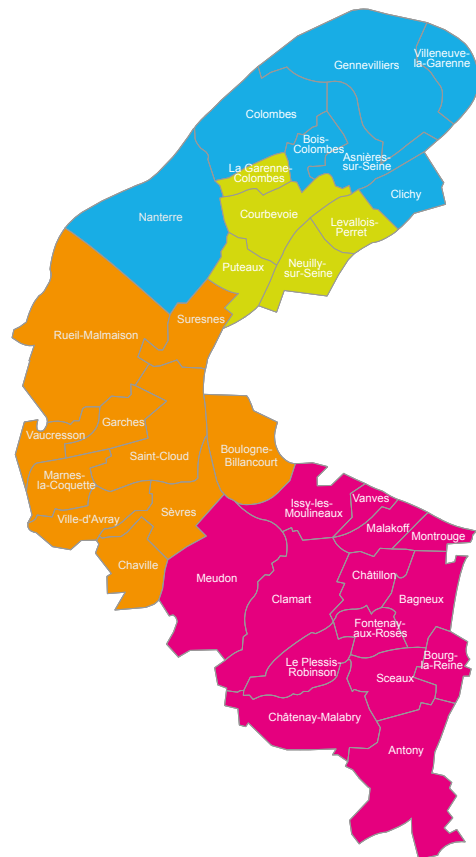 Villeneuve-
la-Garenne
Gennevilliers
Colombes
Bois-
Colombes
Asnières-
sur-Seine
La Garenne-
Colombes
Clichy
Nanterre
Courbevoie
Levallois-
Perret
Puteaux
Neuilly-
sur-Seine
Suresnes
Rueil-Malmaison
Garches
Vaucresson
Saint-Cloud
Boulogne-
Billancourt
Marnes-
la-Coquette
Ville-d'Avray
Sèvres
Chaville
Issy-les-
Moulineaux
Vanves
Malakoff
Montrouge
Meudon
Clamart
Châtillon
Bagneux
Fontenay-
aux-Roses
Bourg-
la-Reine
Le Plessis-
Robinson
Sceaux
Châtenay-Malabry
Antony